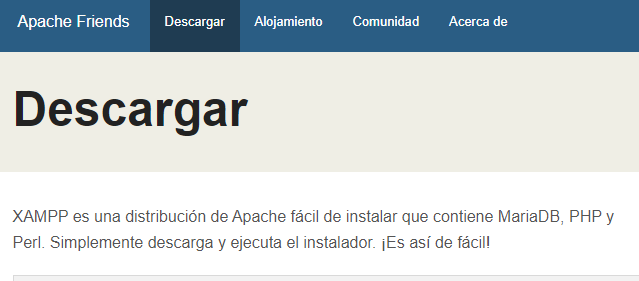 Apache Friends Descargar Alojamiento Comunidad Acerca de
Descargar
XAMPP es una distribución de Apache fácil de instalar que contiene MariaDB, PHP y
Perl. Simplemente descarga y ejecuta el instalador. ¡Es así de fácil!